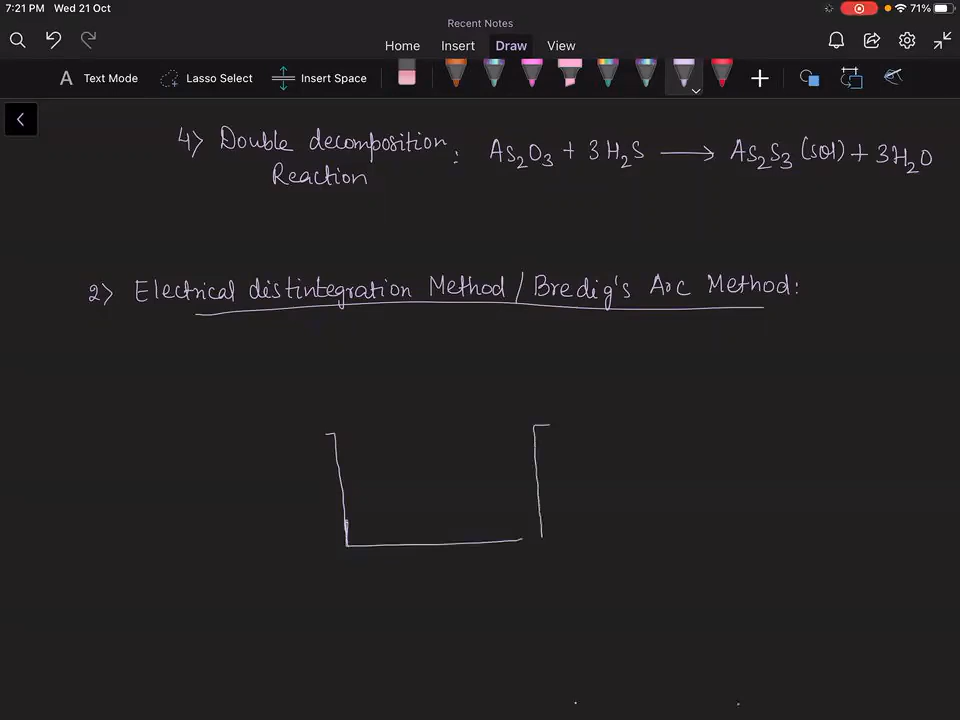 7:21 PM Wed 21 Oct
71%
Recent Notes
Home Insert Draw View
Text Mode Lasso Select Insert Space
4) Double decomposition Reaction : As₂O₃ + 3H₂S ⟶ As₂S₃ (sol) + 3H₂O
2) Electrical distintegration Method / Bredig's Arc Method: